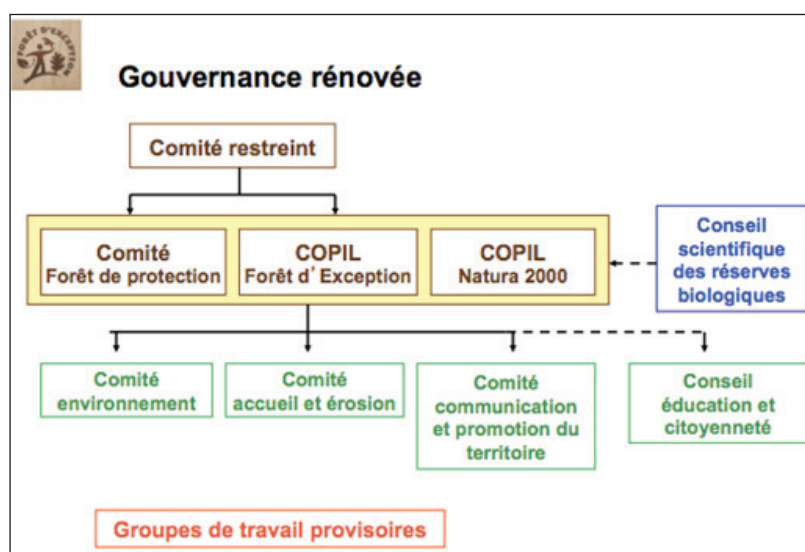 FORÊT D'EXCEPTION
Gouvernance rénovée
Comité restreint
Comité
Forêt de protection
COPIL
Forêt d'Exception
COPIL
Natura 2000
Conseil
scientifique
des réserves
biologiques
Comité
environnement
Comité
accueil et érosion
Comité
communication
et promotion du
territoire
Conseil
éducation et
citoyenneté
Groupes de travail provisoires